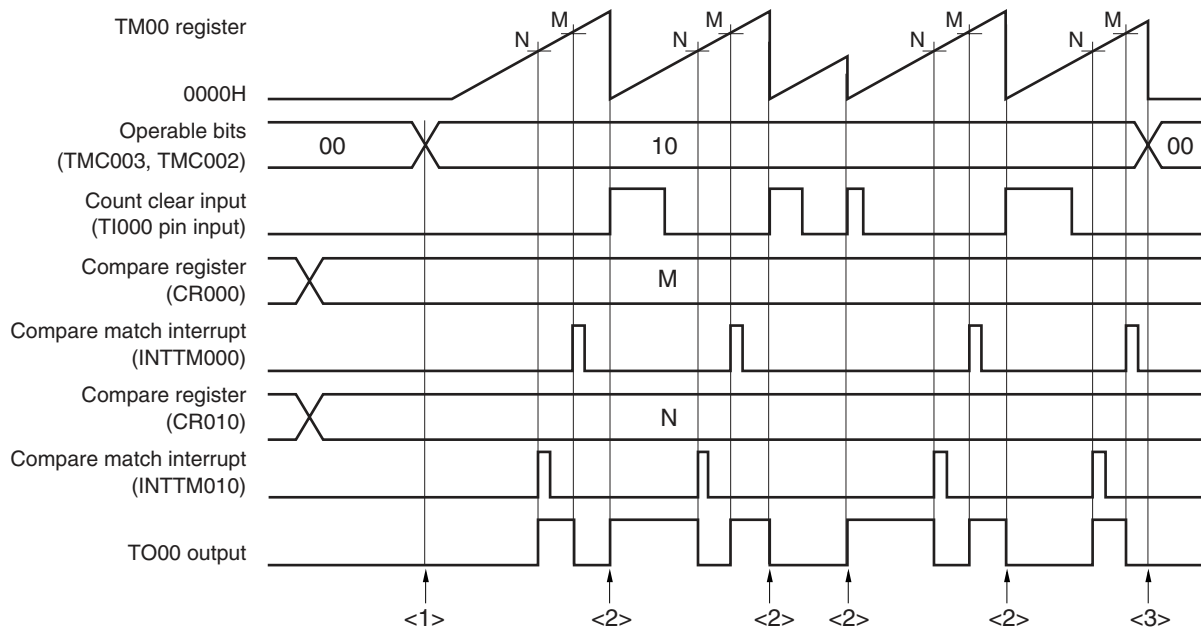 TM00 register
M
N
M
N
M
N
M
N
0000H
Operable bits
(TMC003, TMC002)
00
10
00
Count clear input
(TI000 pin input)
Compare register
(CR000)
M
Compare match interrupt
(INTTM000)
Compare register
(CR010)
N
Compare match interrupt
(INTTM010)
TO00 output
<1>
<2>
<2>
<2>
<2>
<3>